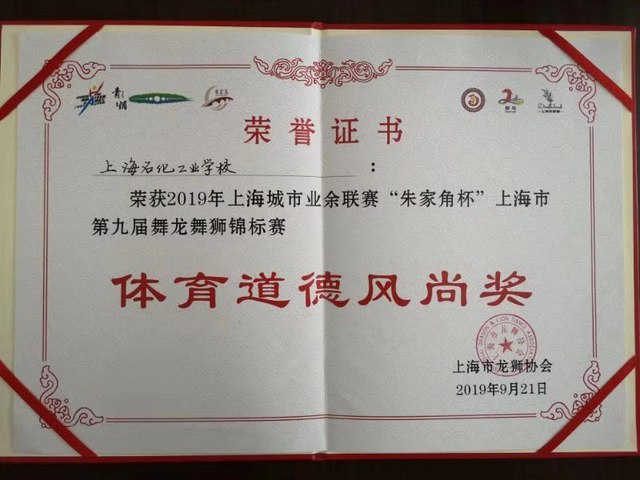 荣誉证书
上海石化工业学校：
荣获2019年上海城市业余联赛“朱家角杯”上海市
第九届舞龙舞狮锦标赛
体育道德风尚奖
上海市龙狮协会
2019年9月21日